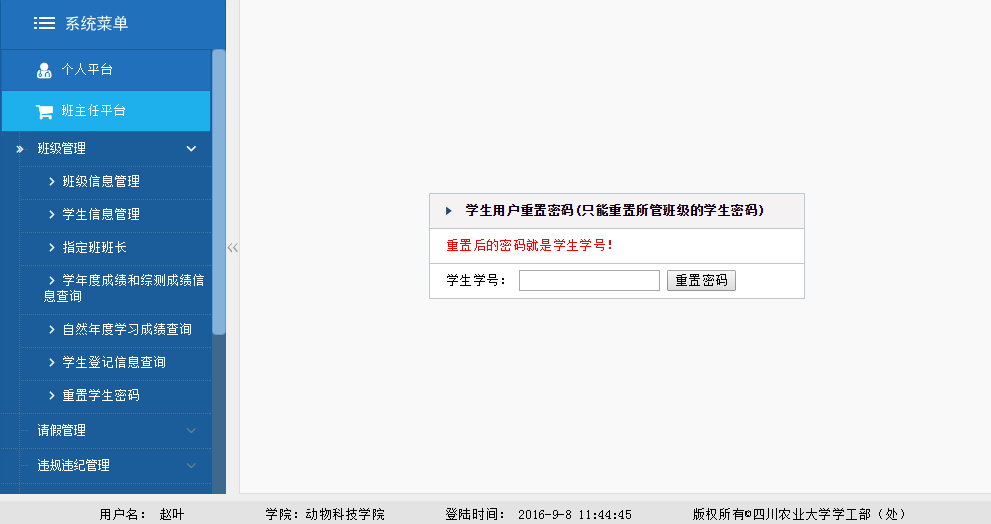 系统菜单
个人平台
班主任平台
班级管理
班级信息管理
学生信息管理
指定班班长
学年度成绩和综测成绩信
息查询
自然年度学习成绩查询
学生登记信息查询
重置学生密码
请假管理
违规违纪管理
学生用户重置密码(只能重置所管班级的学生密码)
重置后的密码就是学生学号!
学生学号: 重置密码
用户名: 赵叶 学院: 动物科技学院 登陆时间: 2016-9-8 11:44:45 版权所有©四川农业大学学工部（处）